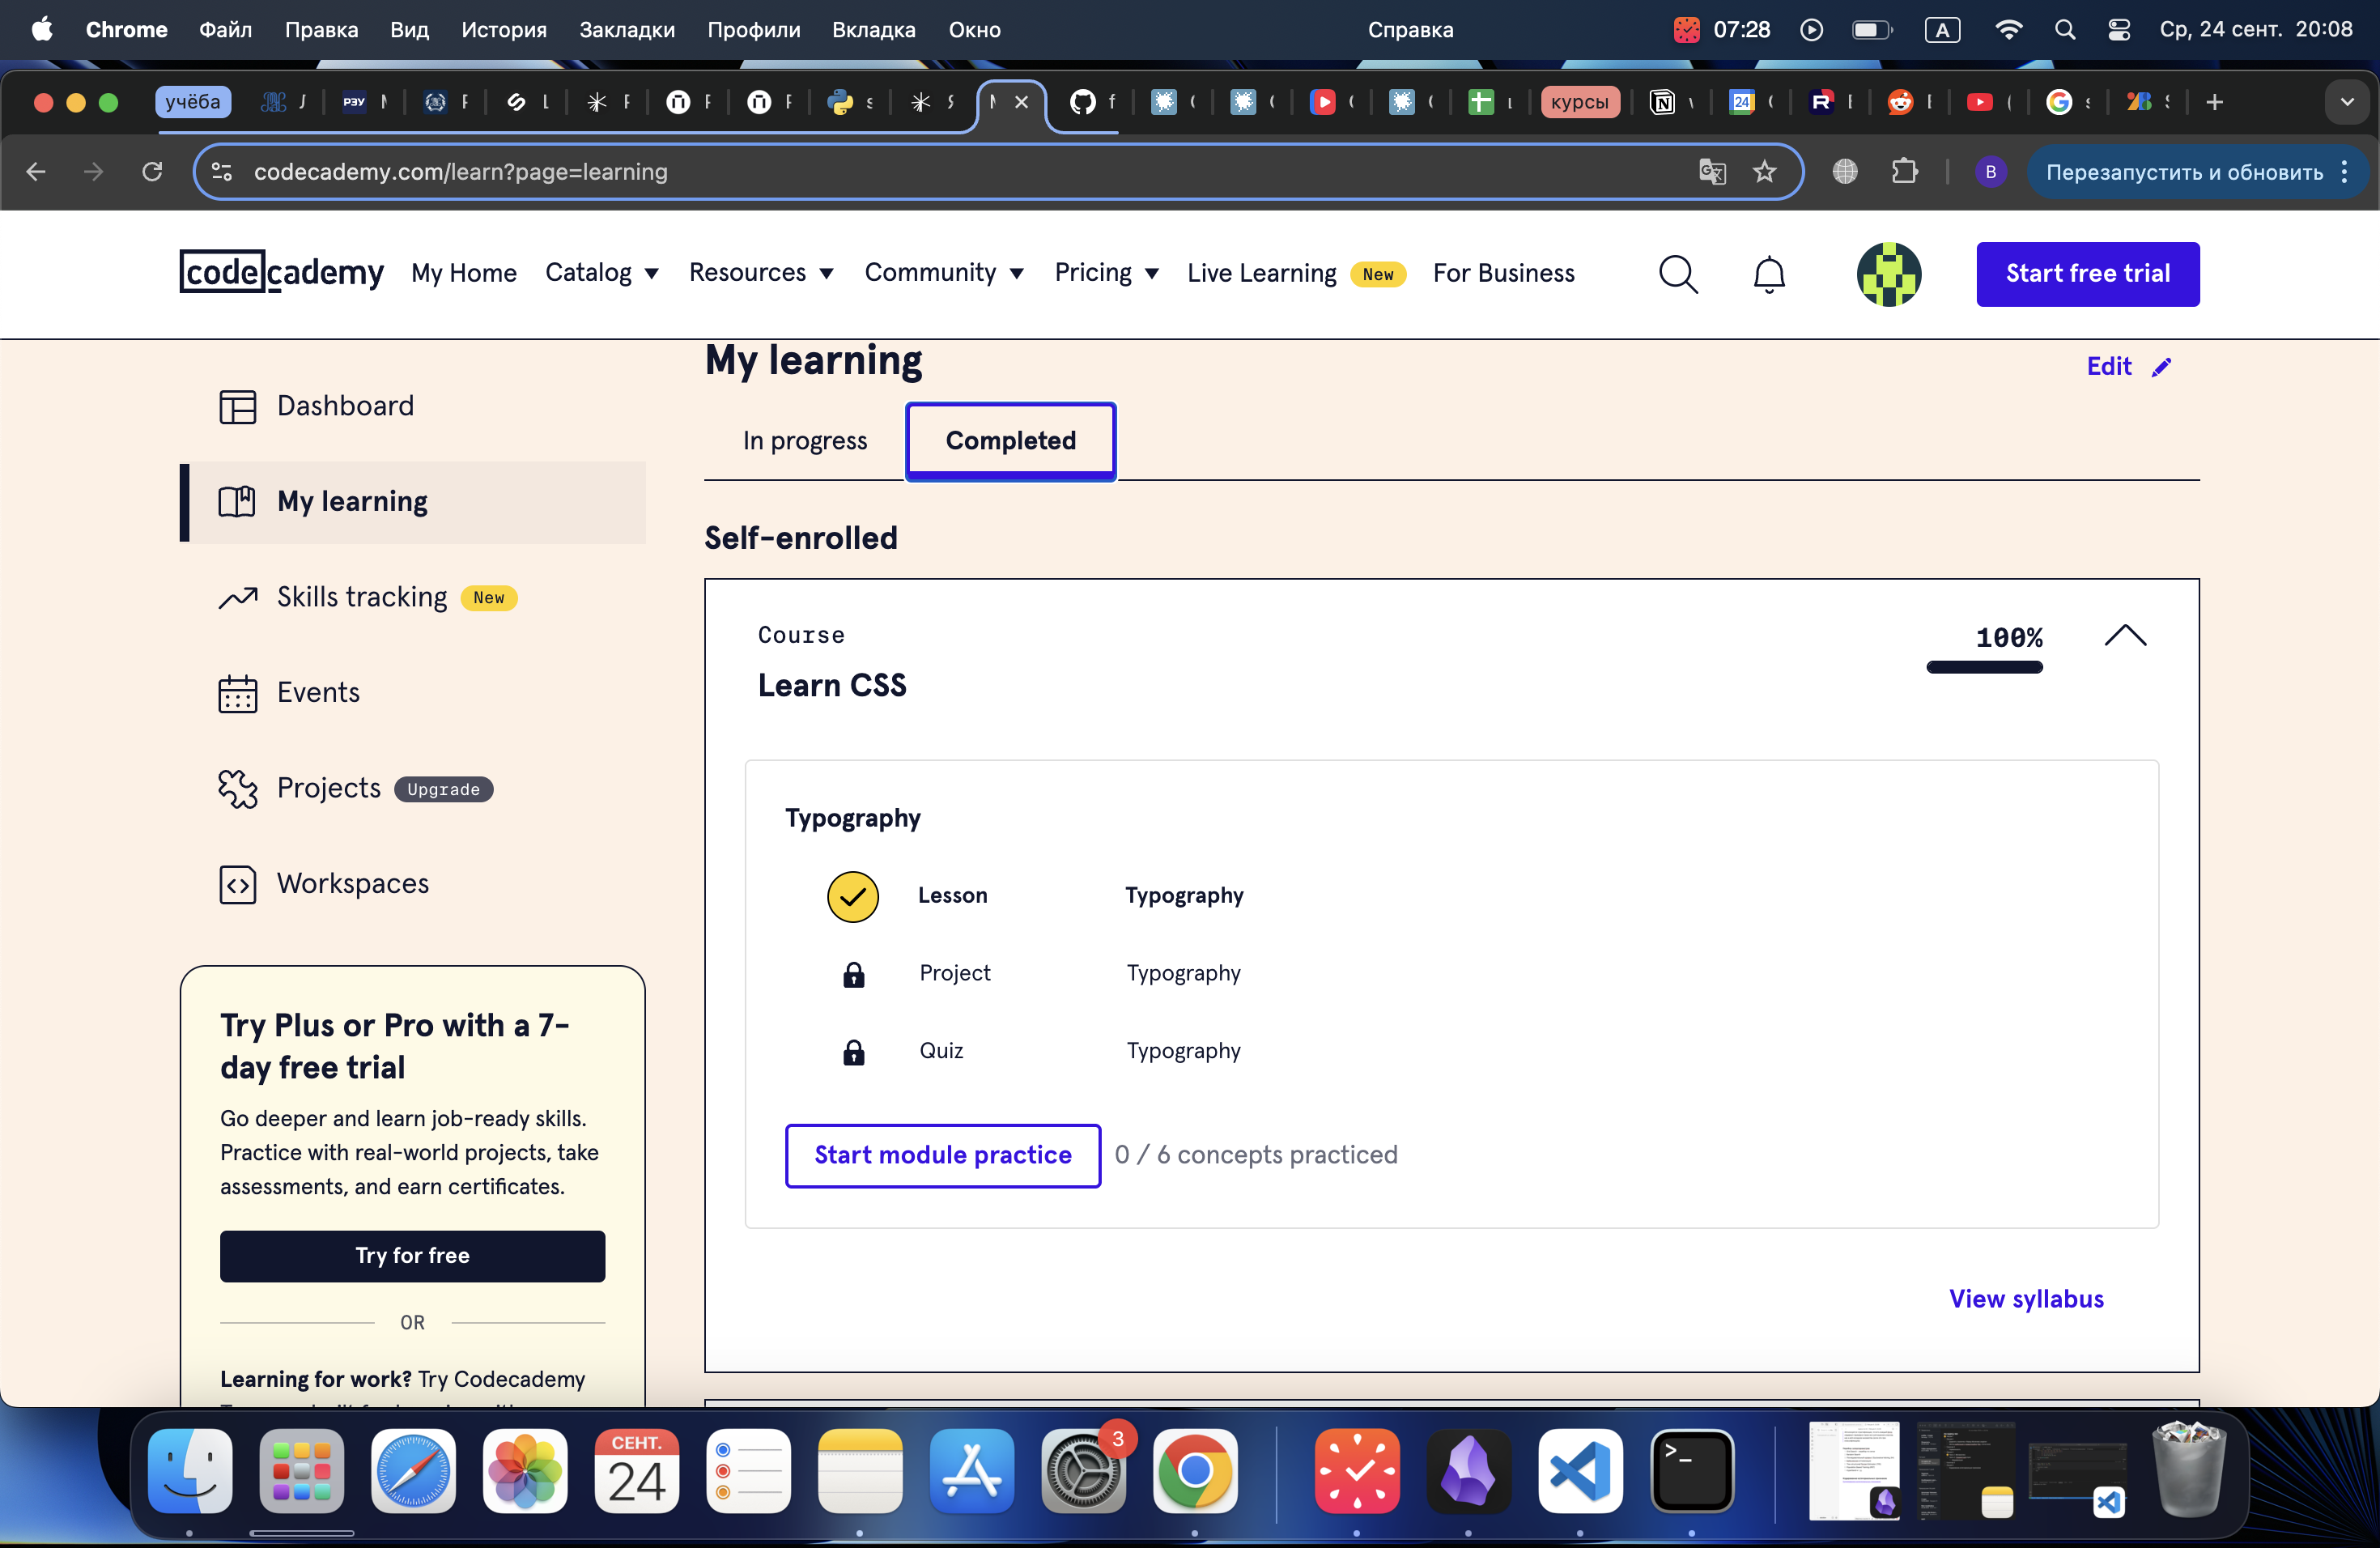 Chrome Файл Правка Вид История Закладки Профили Вкладка Окно Справка 07:28 A Ср, 24 сент. 20:08
учёба РЭУ курсы 24
codecademy.com/learn?page=learning B Перезапустить и обновить
codecademy My Home Catalog Resources Community Pricing Live Learning New For Business Start free trial
My learning
Edit
Dashboard
In progress Completed
My learning
Self-enrolled
Skills tracking New
Course
100%
Learn CSS
Events
Projects Upgrade
Typography
Workspaces
Lesson Typography
Project Typography
Quiz Typography
Start module practice 0 / 6 concepts practiced
View syllabus
Try Plus or Pro with a 7-
day free trial
Go deeper and learn job-ready skills.
Practice with real-world projects, take
assessments, and earn certificates.
Try for free
OR
Learning for work? Try Codecademy
СЕНТ.
24
3